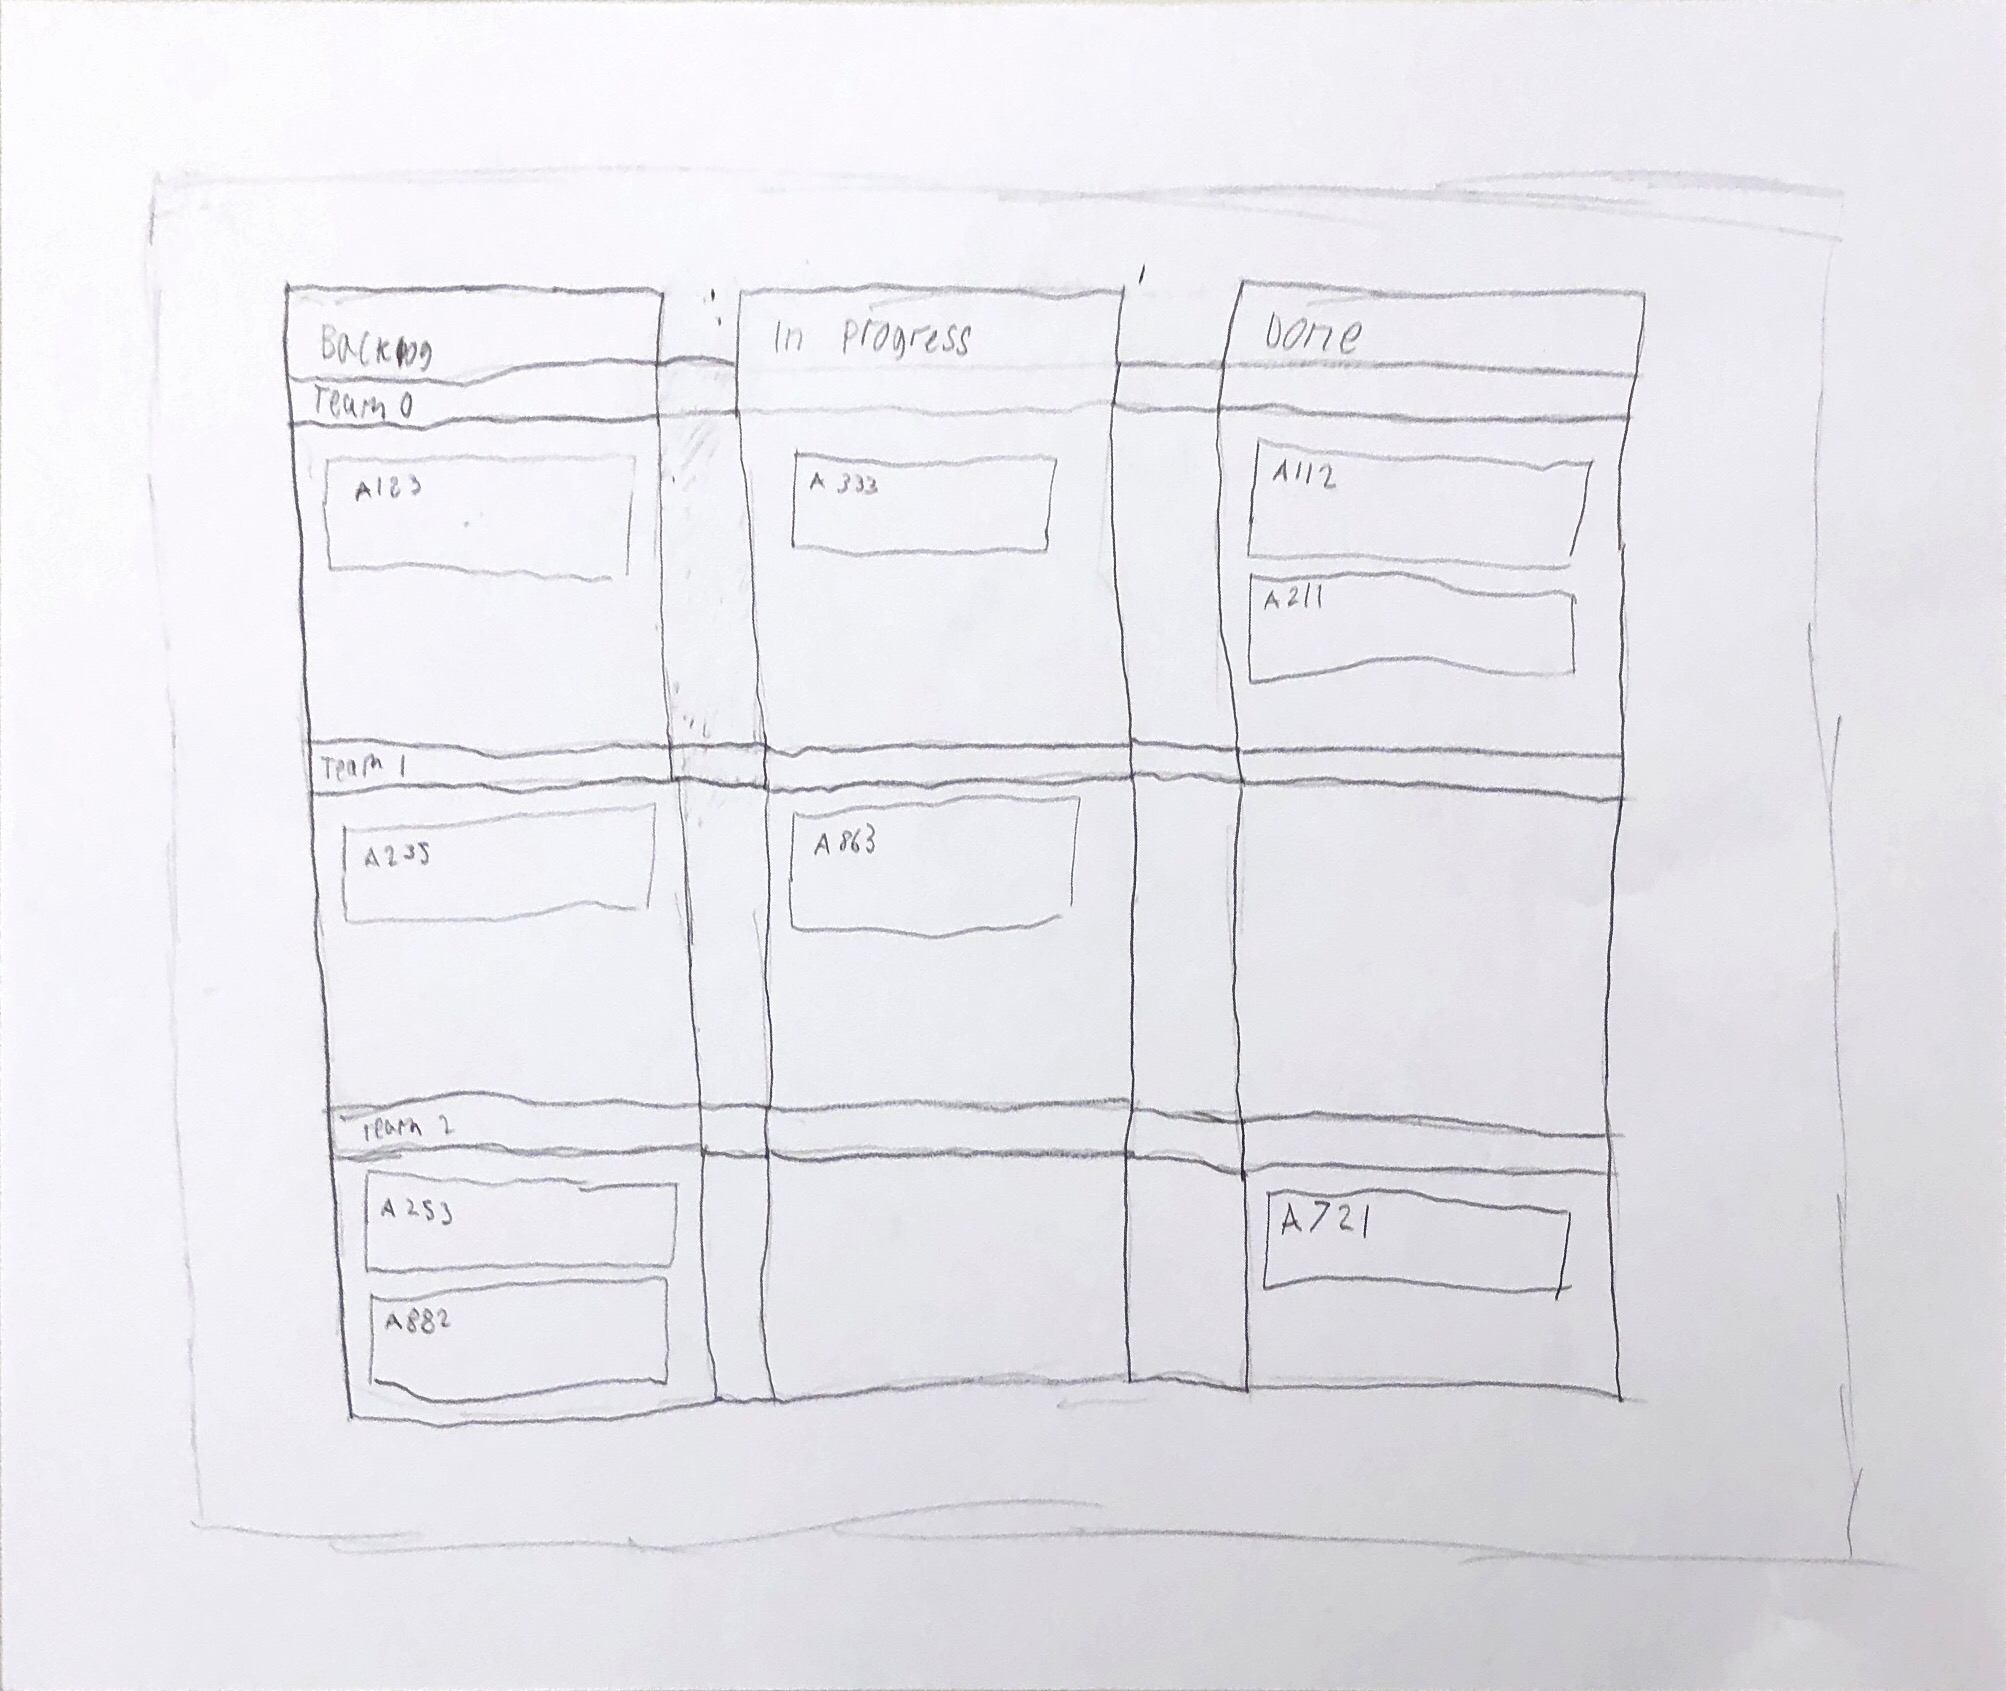 Backlog
In progress
Done
Team 0
A123
A 333
A112
A211
Team 1
A235
A863
Team 2
A253
A882
A721